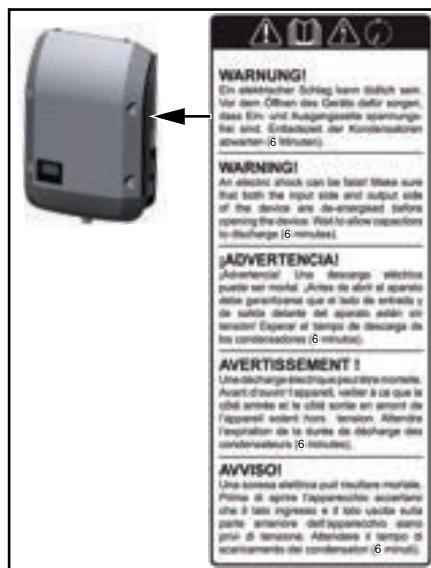 WARNUNG!
Ein elektrischer Schlag kann tödlich sein.
Vor dem Öffnen des Geräts dafür sorgen,
dass Ein- und Ausgangsseite spannungs-
frei sind. Entladezeit der Kondensatoren
abwarten (6 Minuten).
WARNING!
An electric shock can be fatal! Make sure
that both the input side and output side
of the device are de-energised before
opening the device. Wait to allow capacitors
to discharge (6 minutes).
¡ADVERTENCIA!
¡Advertencia! Una descarga eléctrica
puede ser mortal. ¡Antes de abrir el aparato
debe garantizarse que el lado de entrada y
de salida delante del aparato estén sin
tensión! Esperar el tiempo de descarga de
los condensadores (6 minutos).
AVERTISSEMENT !
Une décharge électrique peut être mortelle.
Avant d'ouvrir l'appareil, veiller à ce que le
côté entrée et le côté sortie en amont de
l'appareil soient hors tension. Attendre
l'expiration de la durée de décharge des
condensateurs (6 minutes).
AVVISO!
Una scossa elettrica può risultare mortale.
Prima di aprire l'apparecchio accertarsi
che il lato ingresso e il lato uscita sulla
parte anteriore dell'apparecchio siano
privi di tensione. Attendere il tempo di
scaricamento dei condensatori (6 minuti).